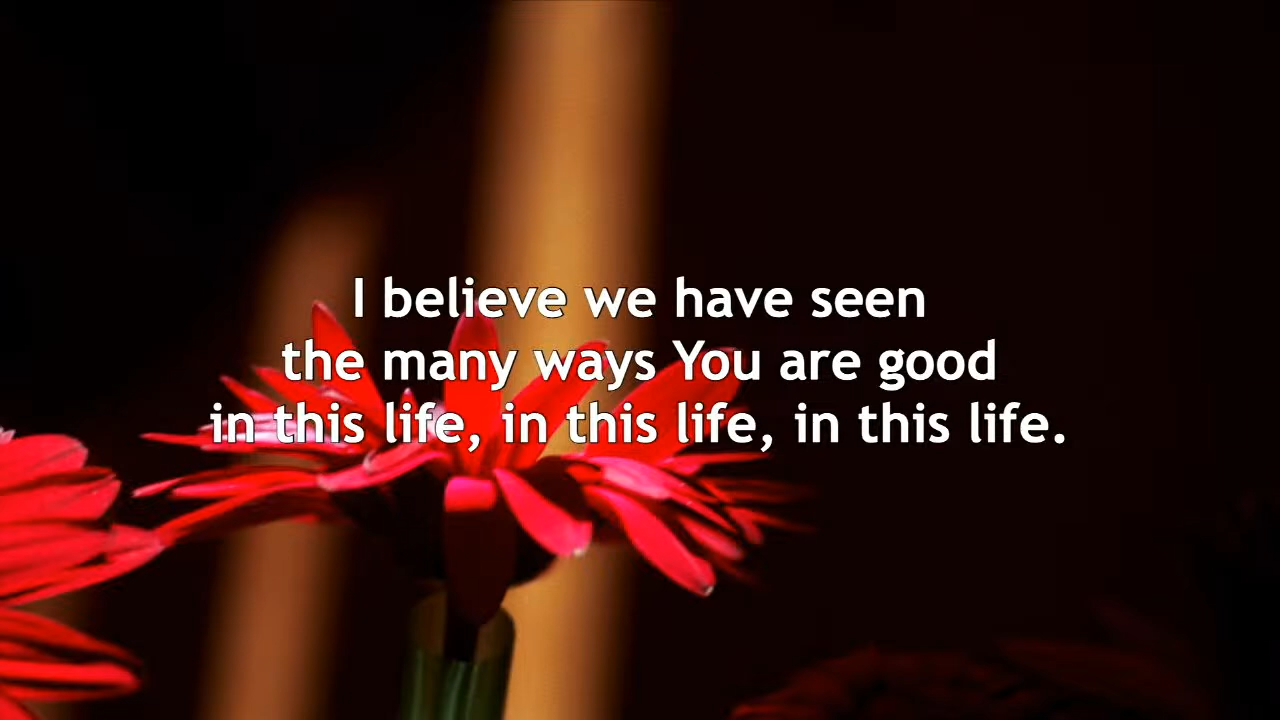 I believe we have seen
the many ways You are good
in this life, in this life, in this life.